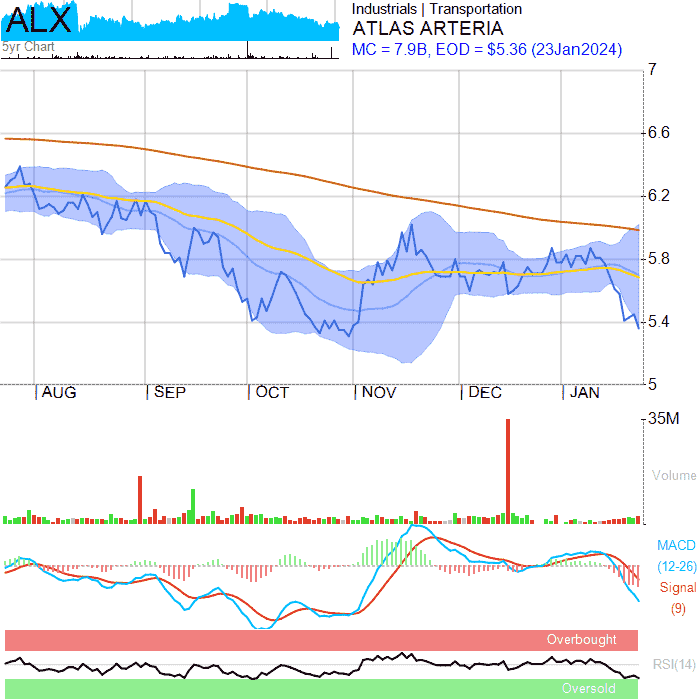 ALX
5yr Chart
Industrials | Transportation
ATLAS ARTERIA
MC = 7.9B, EOD = $5.36 (23Jan2024)
7
6.6
6.2
5.8
5.4
5
AUG SEP OCT NOV DEC JAN
35M
Volume
MACD
(12-26)
Signal
(9)
Overbought
RSI(14)
Oversold